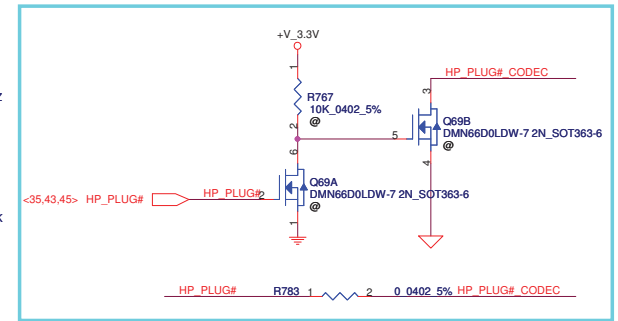 +V_3.3V
1
R767
10K_0402_5%
@
2
HP_PLUG#_CODEC
3
Q69B
DMN66D0LDW-7 2N_SOT363-6
@
5
4
6
Q69A
DMN66D0LDW-7 2N_SOT363-6
@
<35,43,45> HP_PLUG# HP_PLUG# 2
1
HP_PLUG# R783 1 2 0_0402_5% HP_PLUG#_CODEC
Z
K